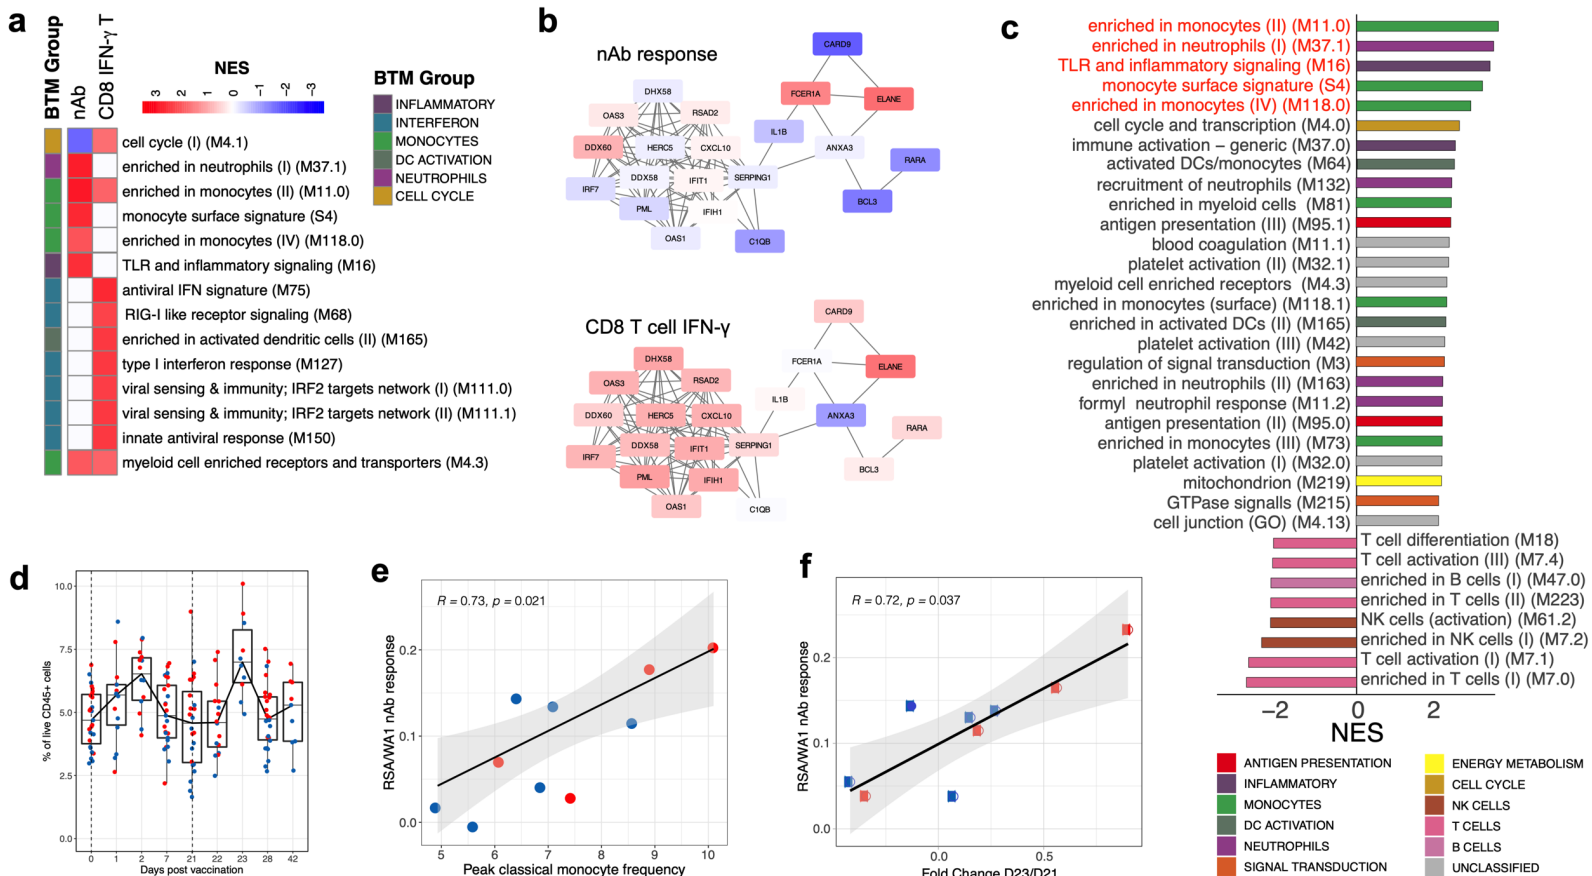 a
BTM Group
nAb
CD8 IFN-γ T
NES
3 2 1 0 −1 −2 −3
cell cycle (I) (M4.1)
enriched in neutrophils (I) (M37.1)
enriched in monocytes (II) (M11.0)
monocyte surface signature (S4)
enriched in monocytes (IV) (M118.0)
TLR and inflammatory signaling (M16)
antiviral IFN signature (M75)
RIG-I like receptor signaling (M68)
enriched in activated dendritic cells (II) (M165)
type I interferon response (M127)
viral sensing & immunity; IRF2 targets network (I) (M111.0)
viral sensing & immunity; IRF2 targets network (II) (M111.1)
innate antiviral response (M150)
myeloid cell enriched receptors and transporters (M4.3)
BTM Group
INFLAMMATORY
INTERFERON
MONOCYTES
DC ACTIVATION
NEUTROPHILS
CELL CYCLE
b
nAb response
CARD9
DHX58
FCER1A
ELANE
OAS3
RSAD2
IL1B
DDX60
HERC5
CXCL10
ANXA3
RARA
DDX58
IFIT1
SERPING1
IRF7
PML
IFIH1
BCL3
OAS1
C1QB
CD8 T cell IFN-γ
CARD9
DHX58
FCER1A
ELANE
OAS3
RSAD2
IL1B
DDX60
HERC5
CXCL10
ANXA3
RARA
DDX58
IFIT1
SERPING1
IRF7
PML
IFIH1
BCL3
OAS1
C1QB
c
enriched in monocytes (II) (M11.0)
enriched in neutrophils (I) (M37.1)
TLR and inflammatory signaling (M16)
monocyte surface signature (S4)
enriched in monocytes (IV) (M118.0)
cell cycle and transcription (M4.0)
immune activation – generic (M37.0)
activated DCs/monocytes (M64)
recruitment of neutrophils (M132)
enriched in myeloid cells (M81)
antigen presentation (III) (M95.1)
blood coagulation (M11.1)
platelet activation (II) (M32.1)
myeloid cell enriched receptors (M4.3)
enriched in monocytes (surface) (M118.1)
enriched in activated DCs (II) (M165)
platelet activation (III) (M42)
regulation of signal transduction (M3)
enriched in neutrophils (II) (M163)
formyl neutrophil response (M11.2)
antigen presentation (II) (M95.0)
enriched in monocytes (III) (M73)
platelet activation (I) (M32.0)
mitochondrion (M219)
GTPase signalls (M215)
cell junction (GO) (M4.13)
T cell differentiation (M18)
T cell activation (III) (M7.4)
enriched in B cells (I) (M47.0)
enriched in T cells (II) (M223)
NK cells (activation) (M61.2)
enriched in NK cells (I) (M7.2)
T cell activation (I) (M7.1)
enriched in T cells (I) (M7.0)
−2 0 2
NES
ANTIGEN PRESENTATION
INFLAMMATORY
MONOCYTES
DC ACTIVATION
NEUTROPHILS
SIGNAL TRANSDUCTION
ENERGY METABOLISM
CELL CYCLE
NK CELLS
T CELLS
B CELLS
UNCLASSIFIED
d
% of live CD45+ cells
10.0
7.5
5.0
2.5
0.0
0 1 2 7 21 22 23 28 42
Days post vaccination
e
R = 0.73, p = 0.021
RSA/WA1 nAb response
0.2
0.1
0.0
5 6 7 8 9 10
Peak classical monocyte frequency
f
R = 0.72, p = 0.037
RSA/WA1 nAb response
0.2
0.1
0.0
0.0 0.5
Fold Change D23/D21